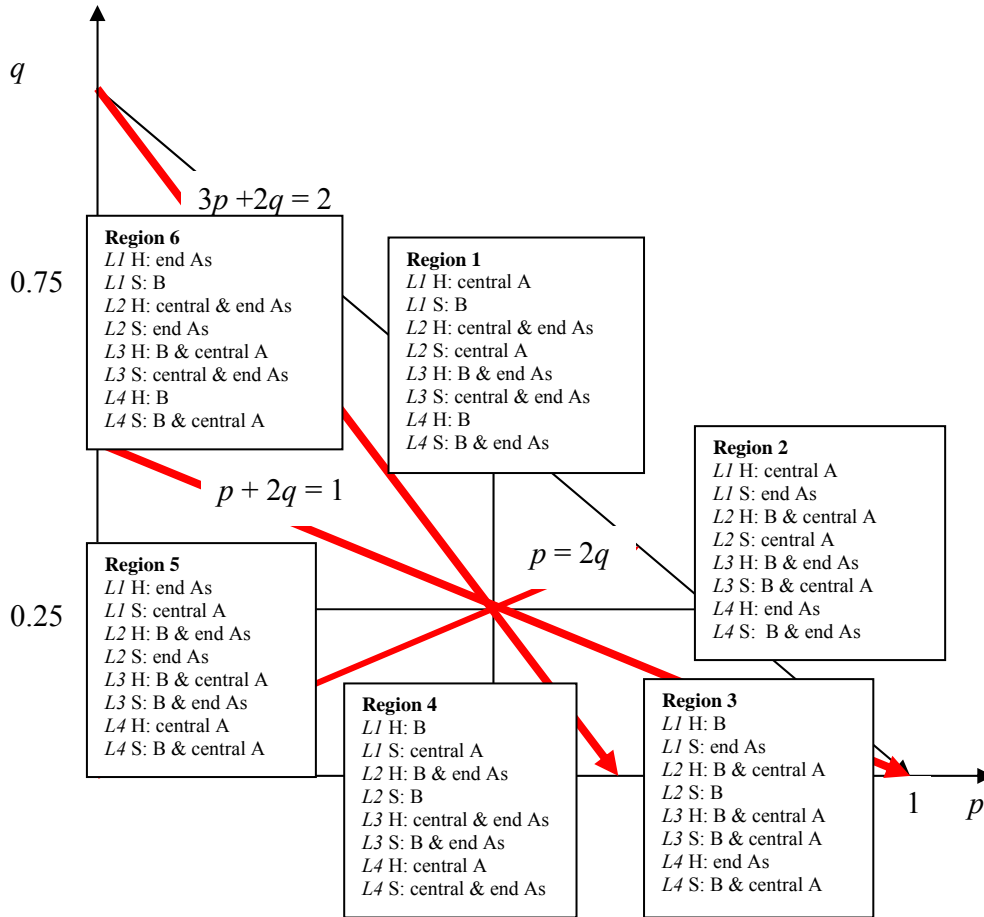 q
3p +2q = 2
Region 6
L1 H: end As
L1 S: B
L2 H: central & end As
L2 S: end As
L3 H: B & central A
L3 S: central & end As
L4 H: B
L4 S: B & central A
0.75
Region 1
L1 H: central A
L1 S: B
L2 H: central & end As
L2 S: central A
L3 H: B & end As
L3 S: central & end As
L4 H: B
L4 S: B & end As
Region 2
L1 H: central A
L1 S: end As
L2 H: B & central A
L2 S: central A
L3 H: B & end As
L3 S: B & central A
L4 H: end As
L4 S: B & end As
p + 2q = 1
p = 2q
Region 5
L1 H: end As
L1 S: central A
L2 H: B & end As
L2 S: end As
L3 H: B & central A
L3 S: B & end As
L4 H: central A
L4 S: B & central A
0.25
Region 4
L1 H: B
L1 S: central A
L2 H: B & end As
L2 S: B
L3 H: central & end As
L3 S: B & end As
L4 H: central A
L4 S: central & end As
Region 3
L1 H: B
L1 S: end As
L2 H: B & central A
L2 S: B
L3 H: B & central A
L3 S: B & central A
L4 H: end As
L4 S: B & central A
1
p